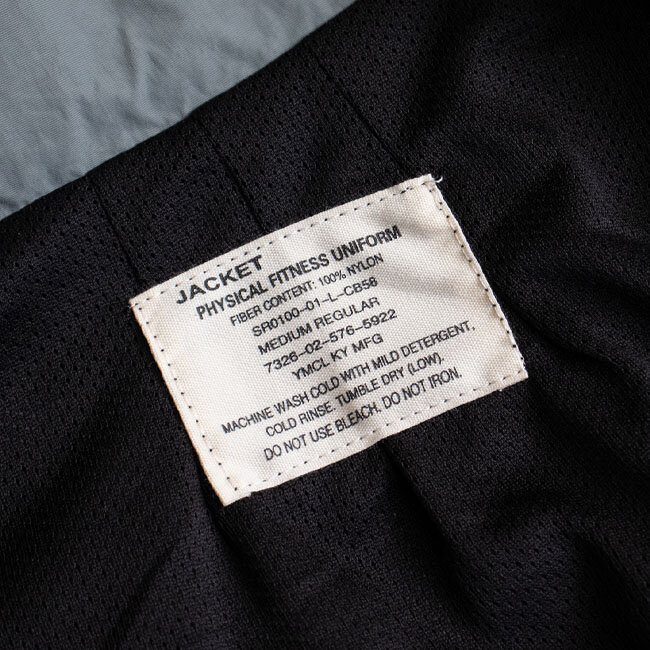 JACKET
PHYSICAL FITNESS UNIFORM
FIBER CONTENT: 100% NYLON
SR0100-01-L-CB58
MEDIUM REGULAR
7326-02-576-5922
YMCL KY MFG
MACHINE WASH COLD WITH MILD DETERGENT,
COLD RINSE. TUMBLE DRY (LOW).
DO NOT USE BLEACH. DO NOT IRON.